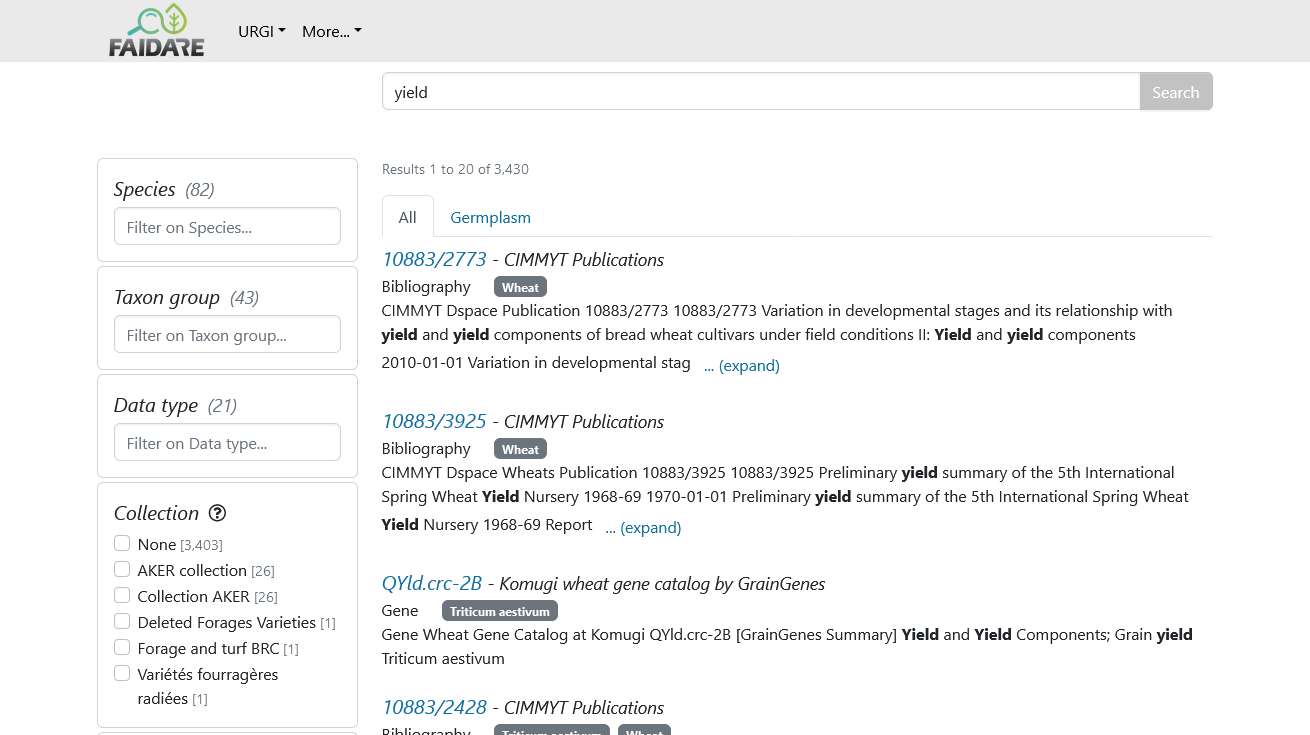 FAIDARE
URGI
More...
yield
Search
Species (82)
Filter on Species...
Taxon group (43)
Filter on Taxon group...
Data type (21)
Filter on Data type...
Collection
None [3,403]
AKER collection [26]
Collection AKER [26]
Deleted Forages Varieties [1]
Forage and turf BRC [1]
Variétés fourragères
radiées [1]
Results 1 to 20 of 3,430
All
Germplasm
10883/2773 - CIMMYT Publications
Bibliography Wheat
CIMMYT Dspace Publication 10883/2773 10883/2773 Variation in developmental stages and its relationship with
yield and yield components of bread wheat cultivars under field conditions II: Yield and yield components
2010-01-01 Variation in developmental stag ... (expand)
10883/3925 - CIMMYT Publications
Bibliography Wheat
CIMMYT Dspace Wheats Publication 10883/3925 10883/3925 Preliminary yield summary of the 5th International
Spring Wheat Yield Nursery 1968-69 1970-01-01 Preliminary yield summary of the 5th International Spring Wheat
Yield Nursery 1968-69 Report ... (expand)
QYld.crc-2B - Komugi wheat gene catalog by GrainGenes
Gene Triticum aestivum
Gene Wheat Gene Catalog at Komugi QYld.crc-2B [GrainGenes Summary] Yield and Yield Components; Grain yield
Triticum aestivum
10883/2428 - CIMMYT Publications
Bibliography Triticum aestivum Wheat